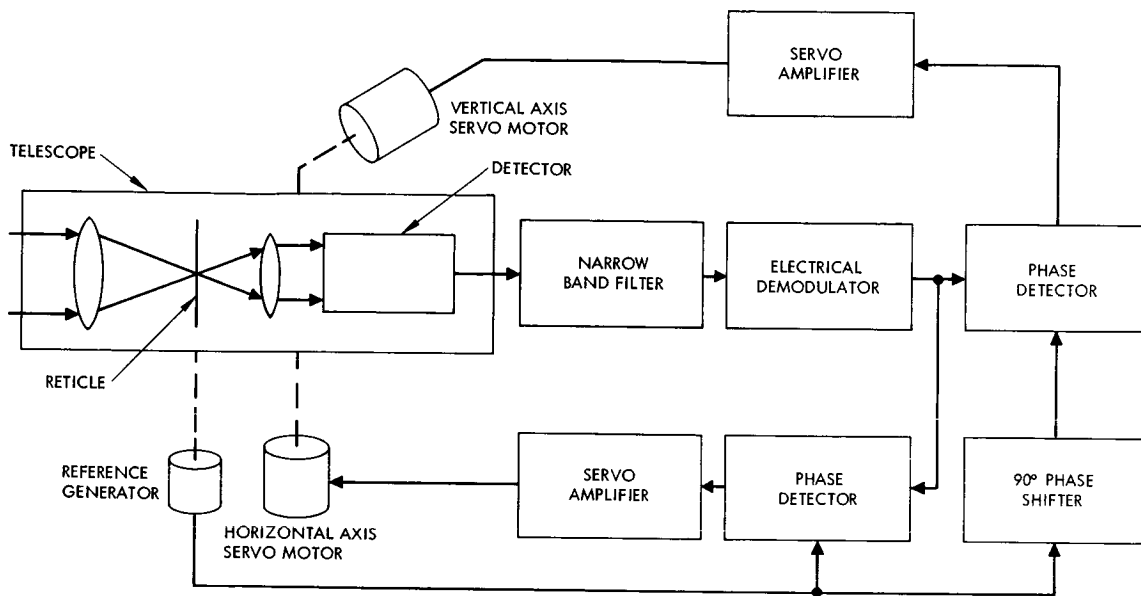 SERVO
AMPLIFIER
VERTICAL AXIS
SERVO MOTOR
TELESCOPE
DETECTOR
NARROW
BAND FILTER
ELECTRICAL
DEMODULATOR
PHASE
DETECTOR
RETICLE
REFERENCE
GENERATOR
HORIZONTAL AXIS
SERVO MOTOR
SERVO
AMPLIFIER
PHASE
DETECTOR
90° PHASE
SHIFTER